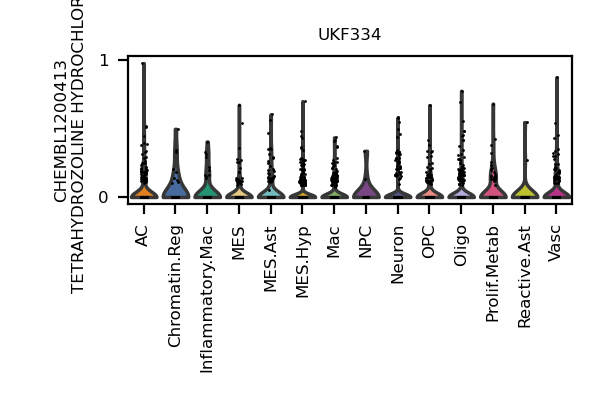 UKF334
CHEMBL1200413
TETRAHYDROZOLINE HYDROCHLOR
1
0
AC
Chromatin.Reg
Inflammatory.Mac
MES
MES.Ast
MES.Hyp
Mac
NPC
Neuron
OPC
Oligo
Prolif.Metab
Reactive.Ast
Vasc